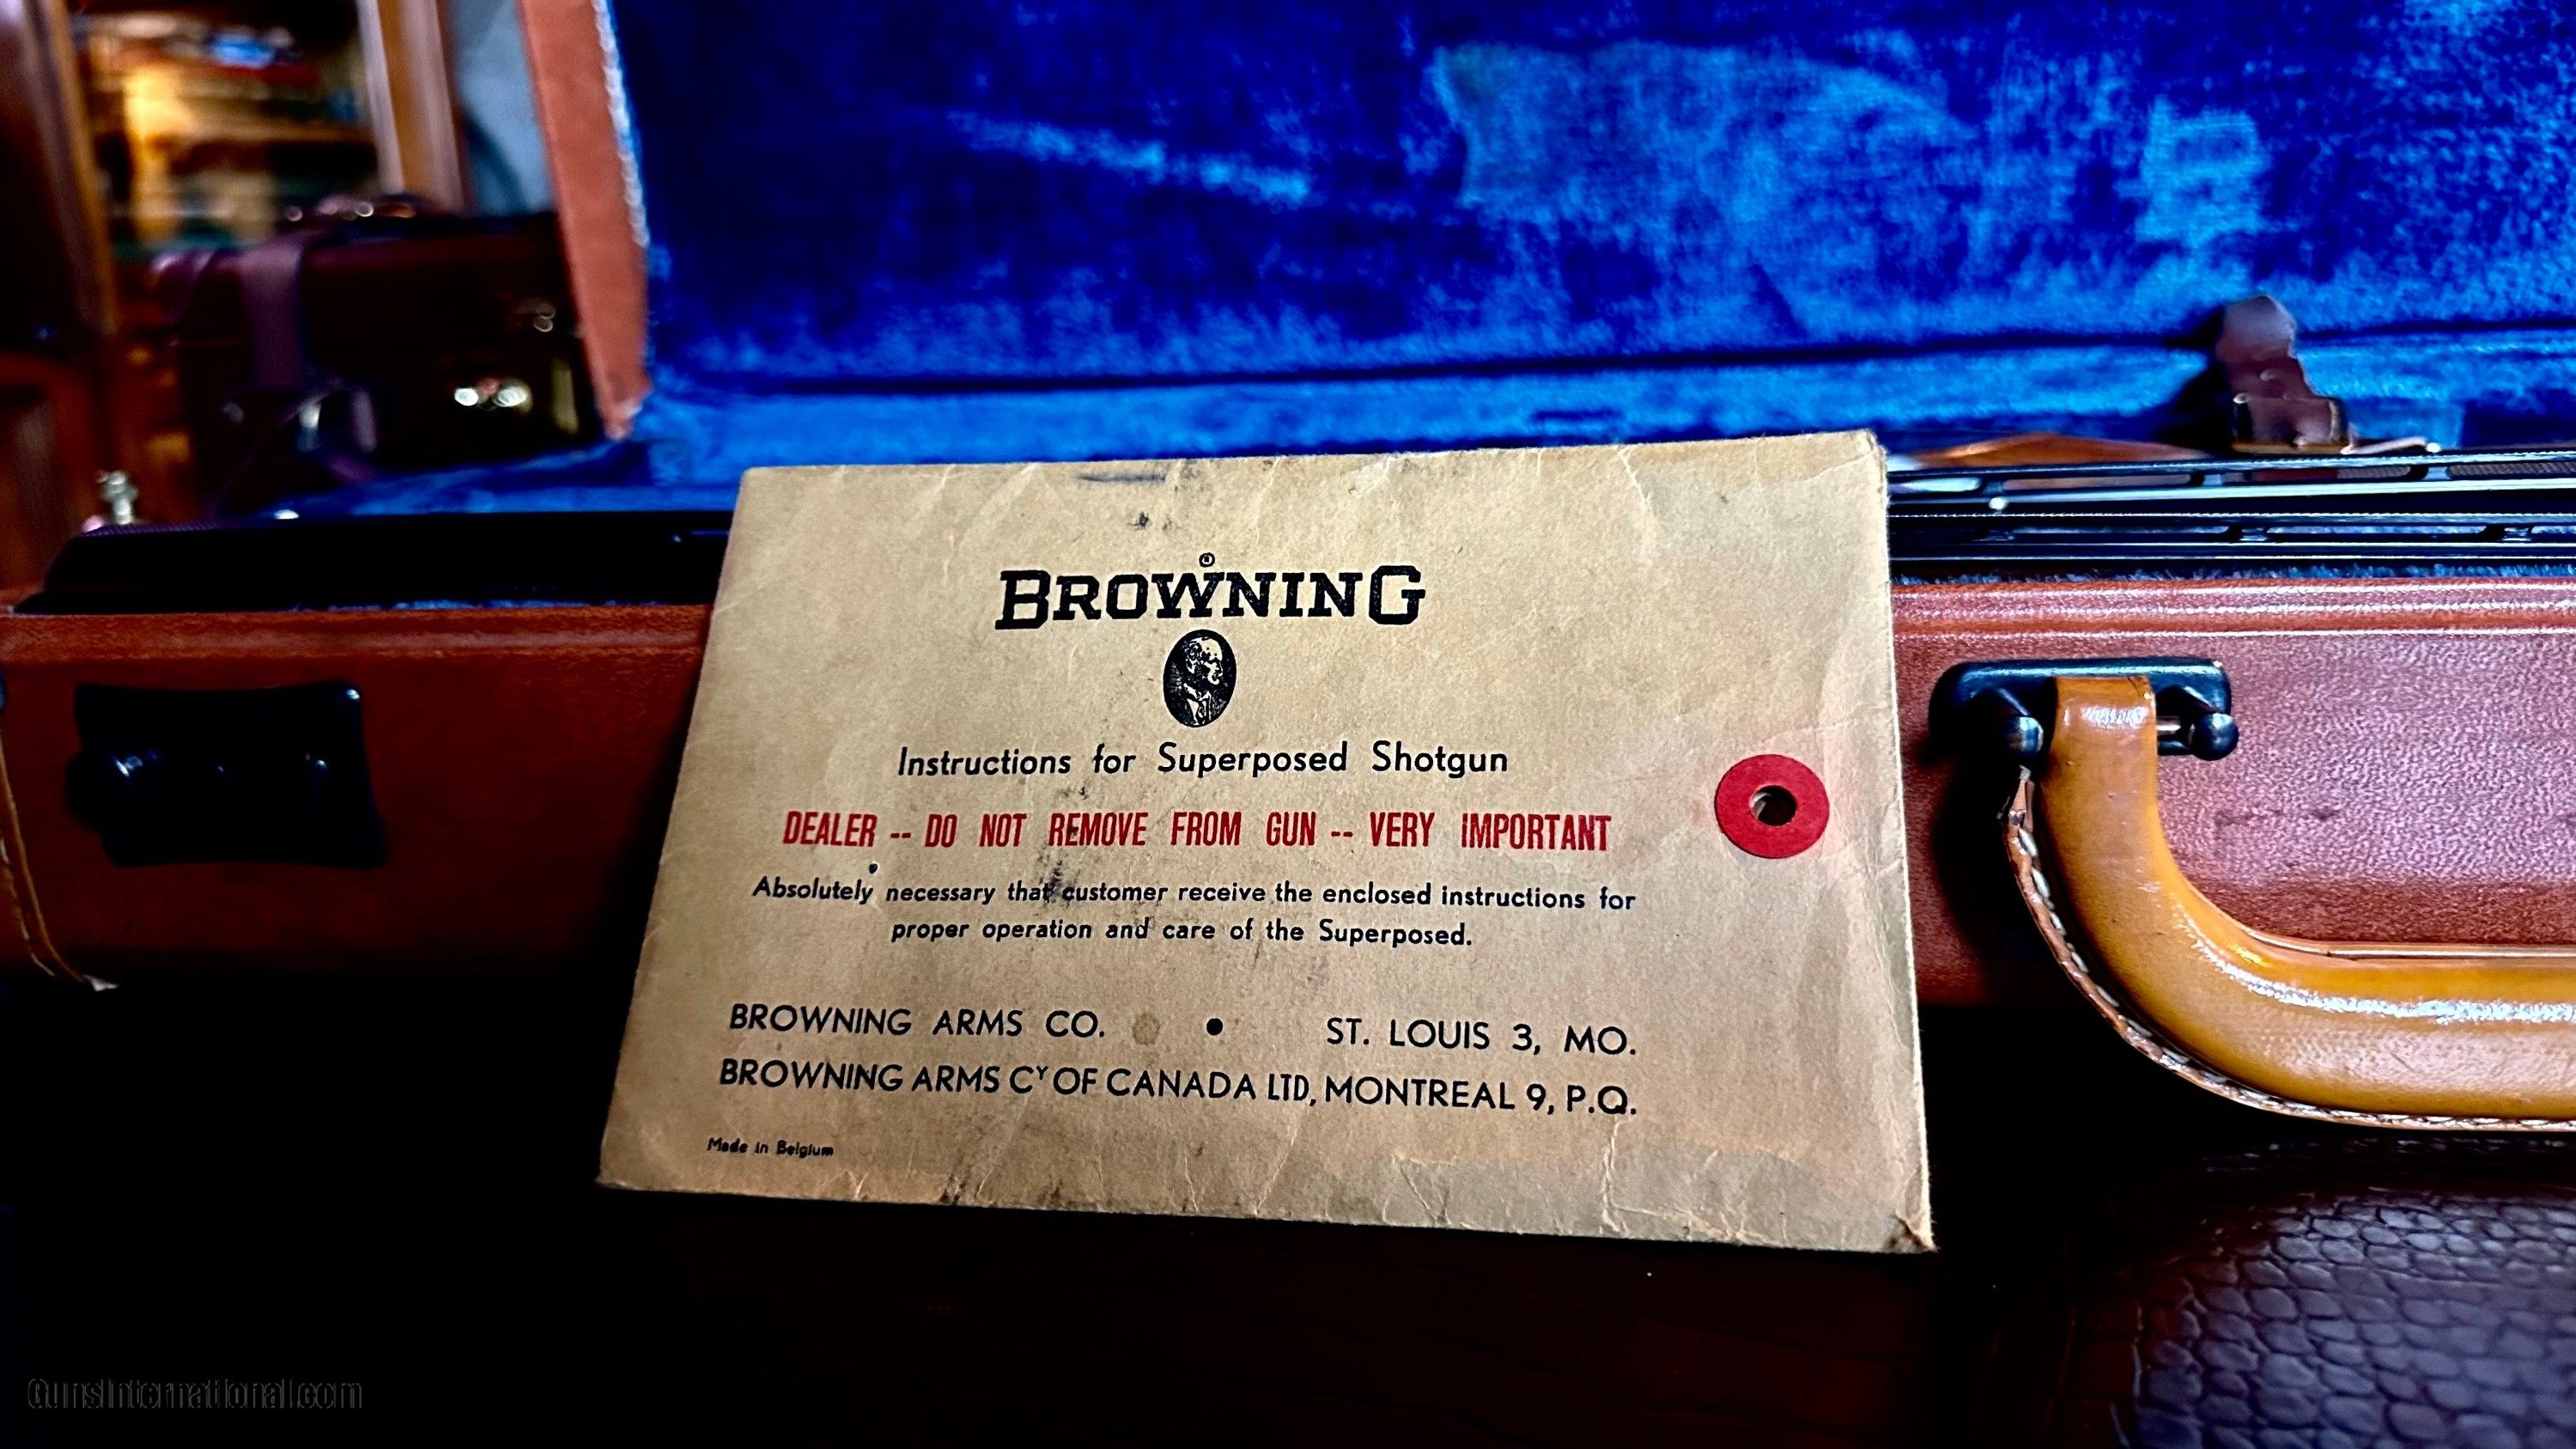 BROWNING ®
Instructions for Superposed Shotgun
DEALER -- DO NOT REMOVE FROM GUN -- VERY IMPORTANT
Absolutely necessary that customer receive the enclosed instructions for
proper operation and care of the Superposed.
BROWNING ARMS CO. • ST. LOUIS 3, MO.
BROWNING ARMS Cʸ OF CANADA LTD, MONTREAL 9, P.Q.
Made in Belgium
GunsInternational.com